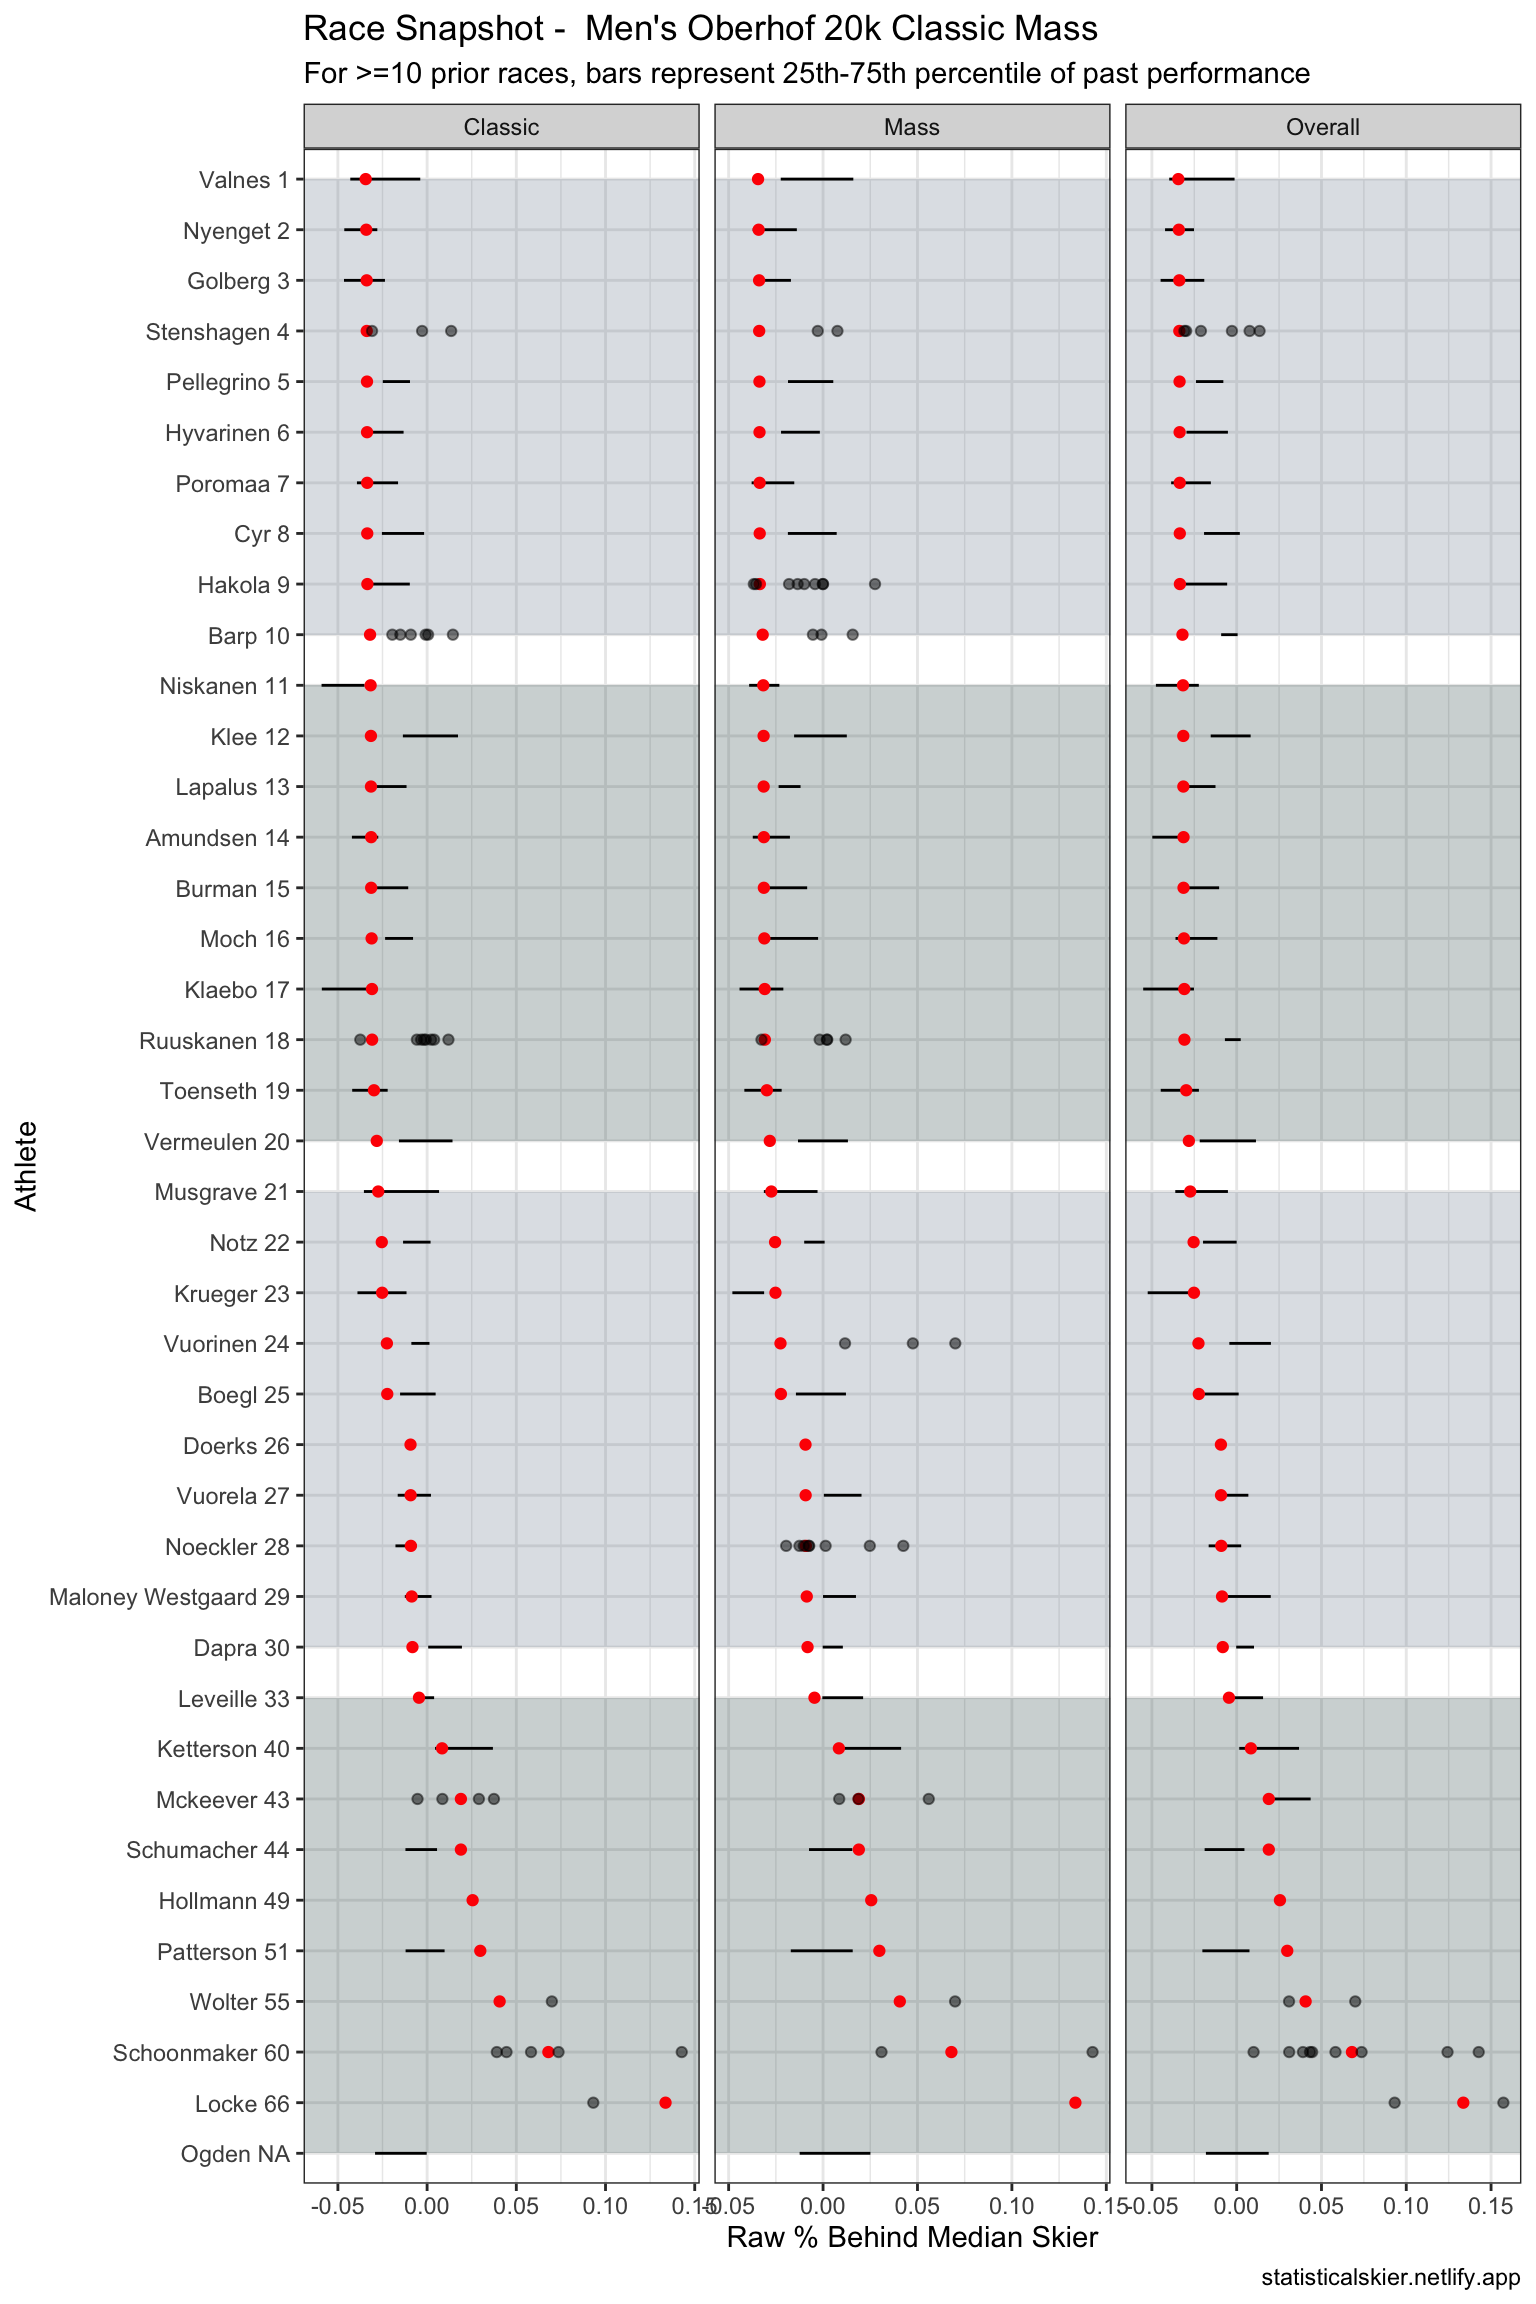 Race Snapshot -  Men's Oberhof 20k Classic Mass
For >=10 prior races, bars represent 25th-75th percentile of past performance
Classic
Mass
Overall
Athlete
Valnes 1
Nyenget 2
Golberg 3
Stenshagen 4
Pellegrino 5
Hyvarinen 6
Poromaa 7
Cyr 8
Hakola 9
Barp 10
Niskanen 11
Klee 12
Lapalus 13
Amundsen 14
Burman 15
Moch 16
Klaebo 17
Ruuskanen 18
Toenseth 19
Vermeulen 20
Musgrave 21
Notz 22
Krueger 23
Vuorinen 24
Boegl 25
Doerks 26
Vuorela 27
Noeckler 28
Maloney Westgaard 29
Dapra 30
Leveille 33
Ketterson 40
Mckeever 43
Schumacher 44
Hollmann 49
Patterson 51
Wolter 55
Schoonmaker 60
Locke 66
Ogden NA
-0.05 0.00 0.05 0.10 0.15 -0.05 0.00 0.05 0.10 0.15 -0.05 0.00 0.05 0.10 0.15
Raw % Behind Median Skier
statisticalskier.netlify.app